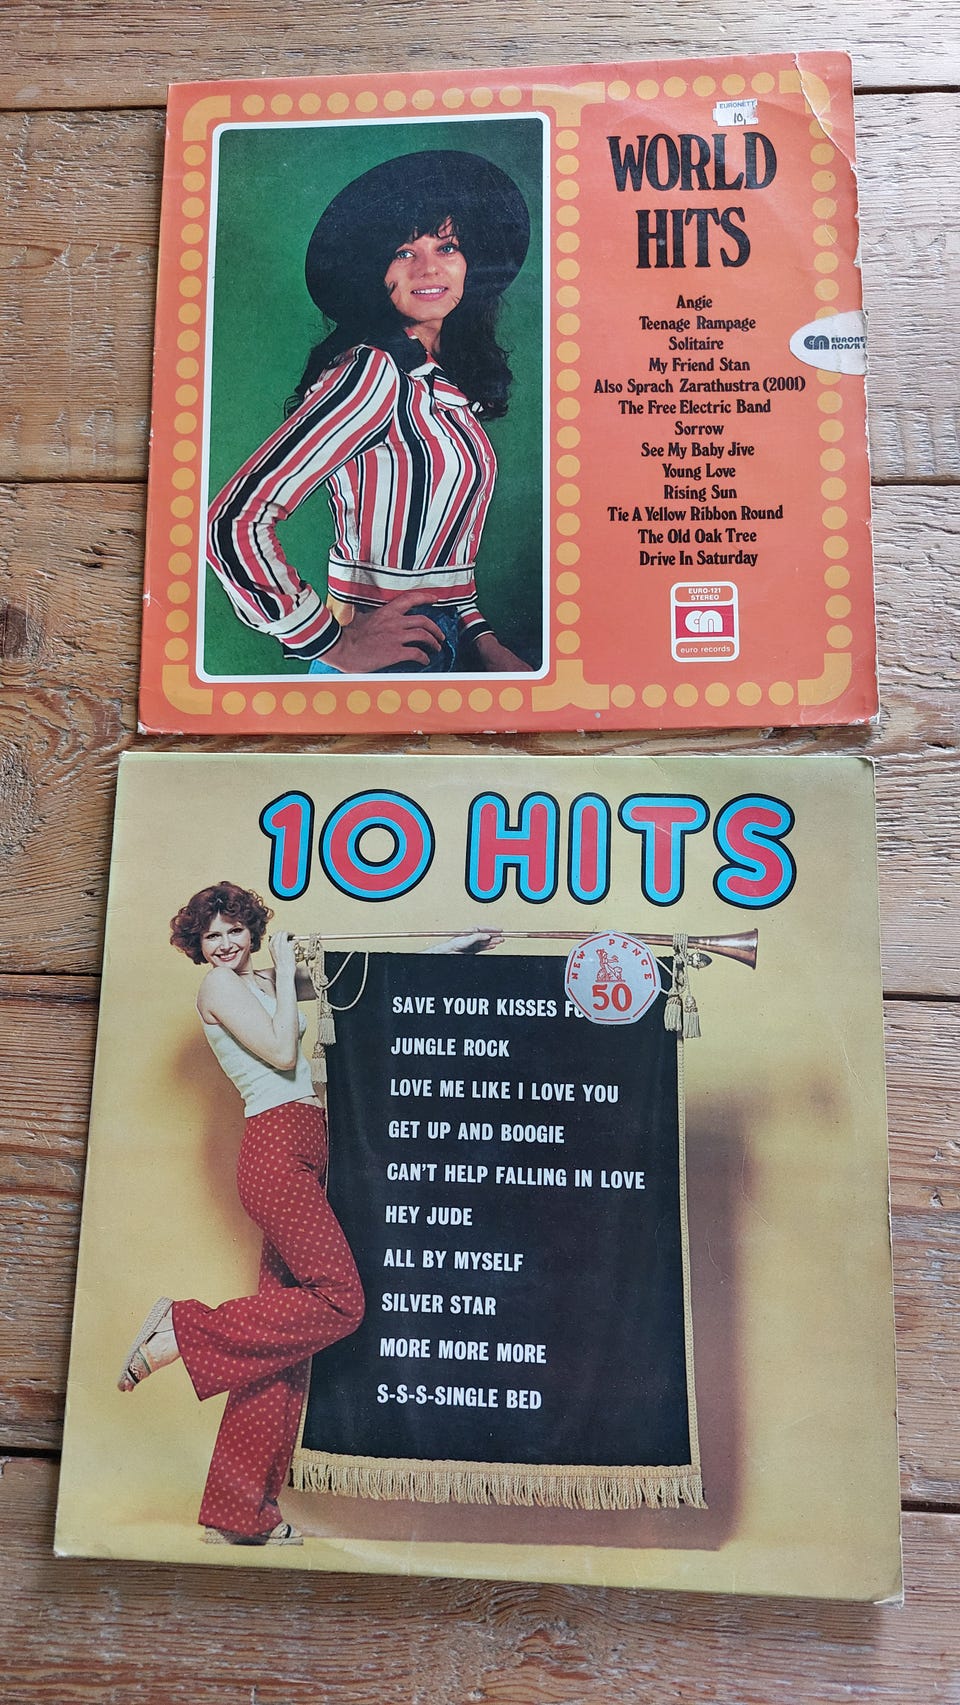 EURONETT
10,
WORLD
HITS
Angie
Teenage Rampage
Solitaire
My Friend Stan
Also Sprach Zarathustra (2001)
The Free Electric Band
Sorrow
See My Baby Jive
Young Love
Rising Sun
Tie A Yellow Ribbon Round
The Old Oak Tree
Drive In Saturday
EURONE
NORSK
EURO-121
STEREO
en
euro records
10 HITS
NEW PENCE
50
SAVE YOUR KISSES
JUNGLE ROCK
LOVE ME LIKE I LOVE YOU
GET UP AND BOOGIE
CAN'T HELP FALLING IN LOVE
HEY JUDE
ALL BY MYSELF
SILVER STAR
MORE MORE MORE
S-S-S-SINGLE BED